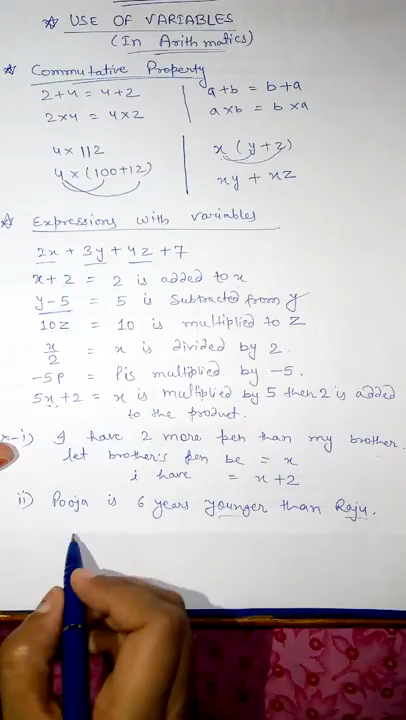 ☆ USE OF VARIABLES
(In Arithmatics)
☆ Commutative Property
2+4 = 4+2
a+b = b+a
2x4 = 4x2
axb = b xa
4 x 112
x (y+z)
4 x (100+12)
xy + xz
☆ Expressions with variables
2x + 3y + 4z + 7
x+2 = 2 is added to x
y-5 = 5 is subtracted from y
10z = 10 is multiplied to z
x/2 = x is divided by 2.
-5p = P is multiplied by -5.
5x+2 = x is multiplied by 5 then 2 is added
to the product.
x-i) I have 2 more pen than my brother.
let brother's pen be = x
i have = x+2
ii) Pooja is 6 years younger than Raju.